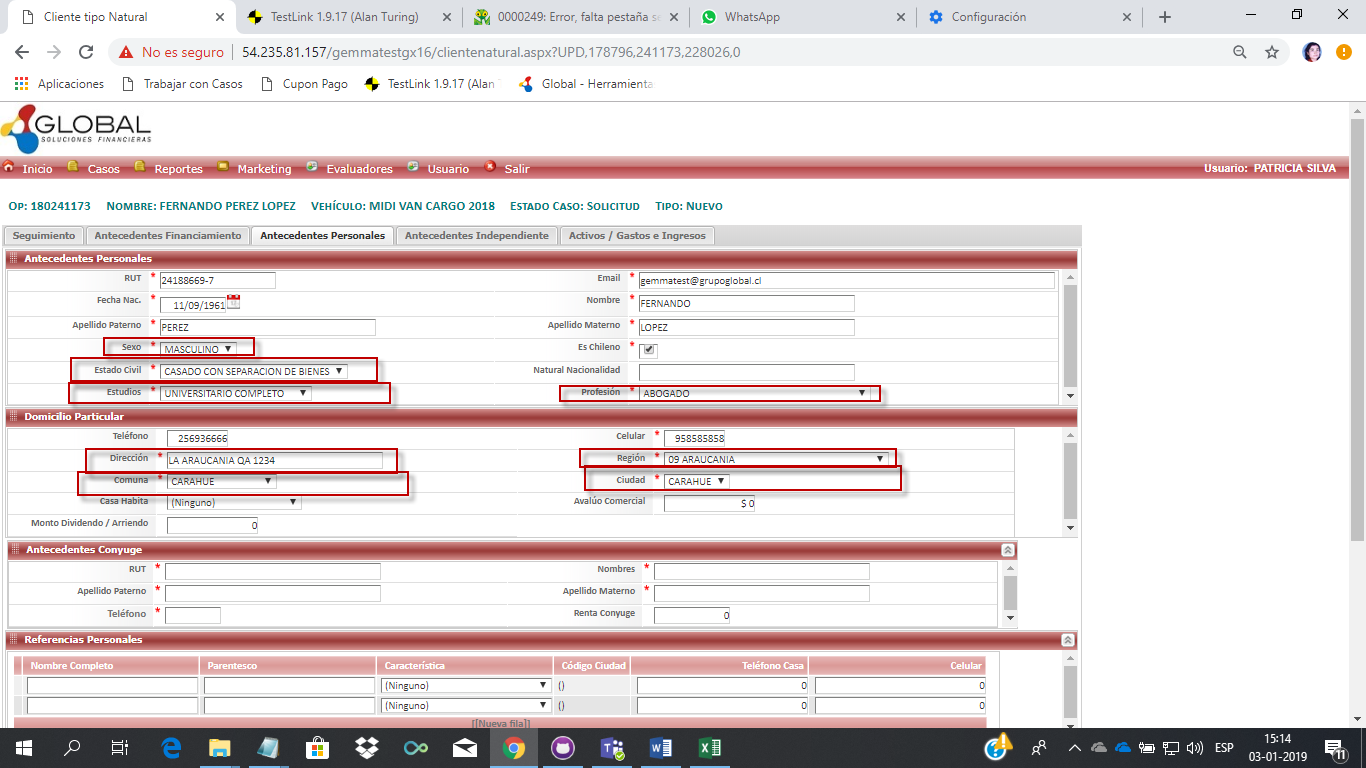 Cliente tipo Natural
TestLink 1.9.17 (Alan Turing)
0000249: Error, falta pestaña se
WhatsApp
Configuración
No es seguro | 54.235.81.157/gemmatestgx16/clientenatural.aspx?UPD,178796,241173,228026,0
Aplicaciones Trabajar con Casos Cupon Pago TestLink 1.9.17 (Alan Global - Herramienta
GLOBAL
SOLUCIONES FINANCIERAS
Inicio Casos Reportes Marketing Evaluadores Usuario Salir Usuario: PATRICIA SILVA
OP: 180241173 NOMBRE: FERNANDO PEREZ LOPEZ VEHÍCULO: MIDI VAN CARGO 2018 ESTADO CASO: SOLICITUD TIPO: NUEVO
Seguimiento Antecedentes Financiamiento Antecedentes Personales Antecedentes Independiente Activos / Gastos e Ingresos
Antecedentes Personales
RUT * 24188669-7 Email * gemmatest@grupoglobal.cl
Fecha Nac. * 11/09/1961 Nombre * FERNANDO
Apellido Paterno * PEREZ Apellido Materno * LOPEZ
Sexo * MASCULINO Es Chileno *
Estado Civil * CASADO CON SEPARACION DE BIENES Natural Nacionalidad
Estudios * UNIVERSITARIO COMPLETO Profesión * ABOGADO
Domicilio Particular
Teléfono 256936666 Celular * 958585858
Dirección * LA ARAUCANIA QA 1234 Región * 09 ARAUCANIA
Comuna * CARAHUE Ciudad * CARAHUE
Casa Habita (Ninguno) Avalúo Comercial $ 0
Monto Dividendo / Arriendo 0
Antecedentes Conyuge
RUT * Nombres *
Apellido Paterno * Apellido Materno *
Teléfono * Renta Conyuge 0
Referencias Personales
Nombre Completo Parentesco Característica Código Ciudad Teléfono Casa Celular
(Ninguno) () 0 0
(Ninguno) () 0 0
[[Nueva fila]]
ESP 15:14
03-01-2019
11